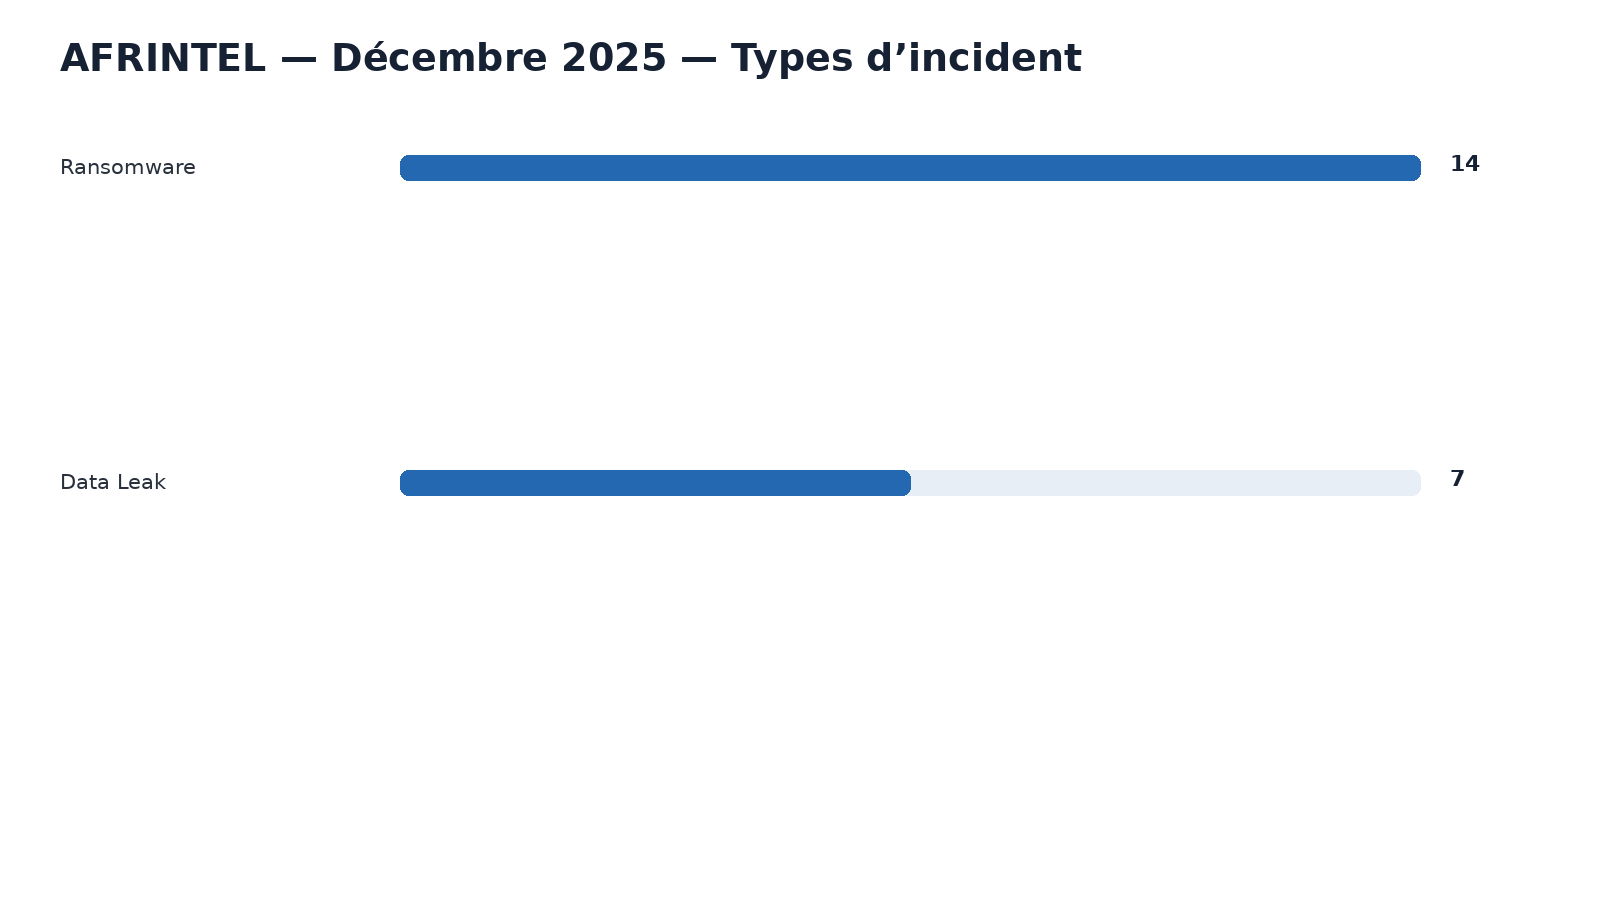 AFRINTEL — Décembre 2025 — Types d’incident
Ransomware 14
Data Leak 7